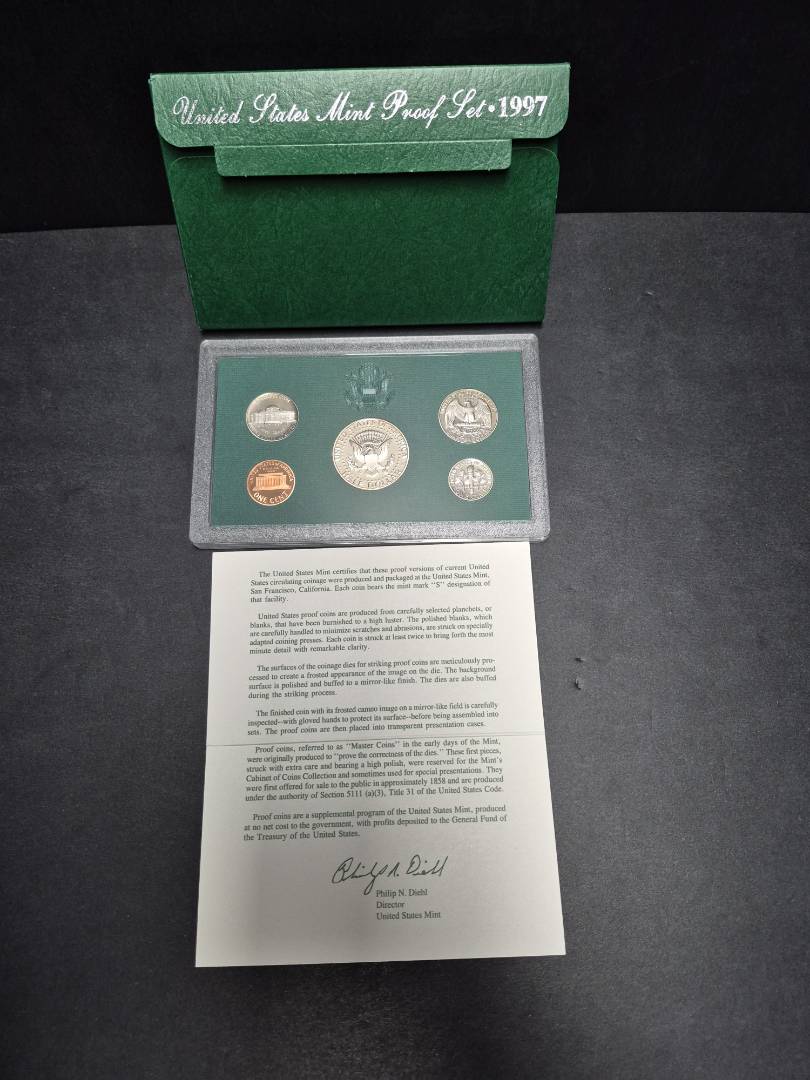 United States Mint Proof Set • 1997
UNITED STATES OF AMERICA
HALF DOLLAR
ONE CENT
The United States Mint certifies that these proof versions of current United
States circulating coinage were produced and packaged at the United States Mint,
San Francisco, California. Each coin bears the mint mark "S" designation of
that facility.
United States proof coins are produced from carefully selected planchets, or
blanks, that have been burnished to a high luster. The polished blanks, which
are carefully handled to minimize scratches and abrasions, are struck on specially
adapted coining presses. Each coin is struck at least twice to bring forth the most
minute detail with remarkable clarity.
The surfaces of the coinage dies for striking proof coins are meticulously pro-
cessed to create a frosted appearance of the image on the die. The background
surface is polished and buffed to a mirror-like finish. The dies are also buffed
during the striking process.
The finished coin with its frosted cameo image on a mirror-like field is carefully
inspected--with gloved hands to protect its surface--before being assembled into
sets. The proof coins are then placed into transparent presentation cases.
Proof coins, referred to as "Master Coins" in the early days of the Mint,
were originally produced to "prove the correctness of the dies." These first pieces,
struck with extra care and bearing a high polish, were reserved for the Mint's
Cabinet of Coins Collection and sometimes used for special presentations. They
were first offered for sale to the public in approximately 1858 and are produced
under the authority of Section 5111 (a)(3), Title 31 of the United States Code.
Proof coins are a supplemental program of the United States Mint, produced
at no net cost to the government, with profits deposited to the General Fund of
the Treasury of the United States.
Philip N. Diehl
Philip N. Diehl
Director
United States Mint